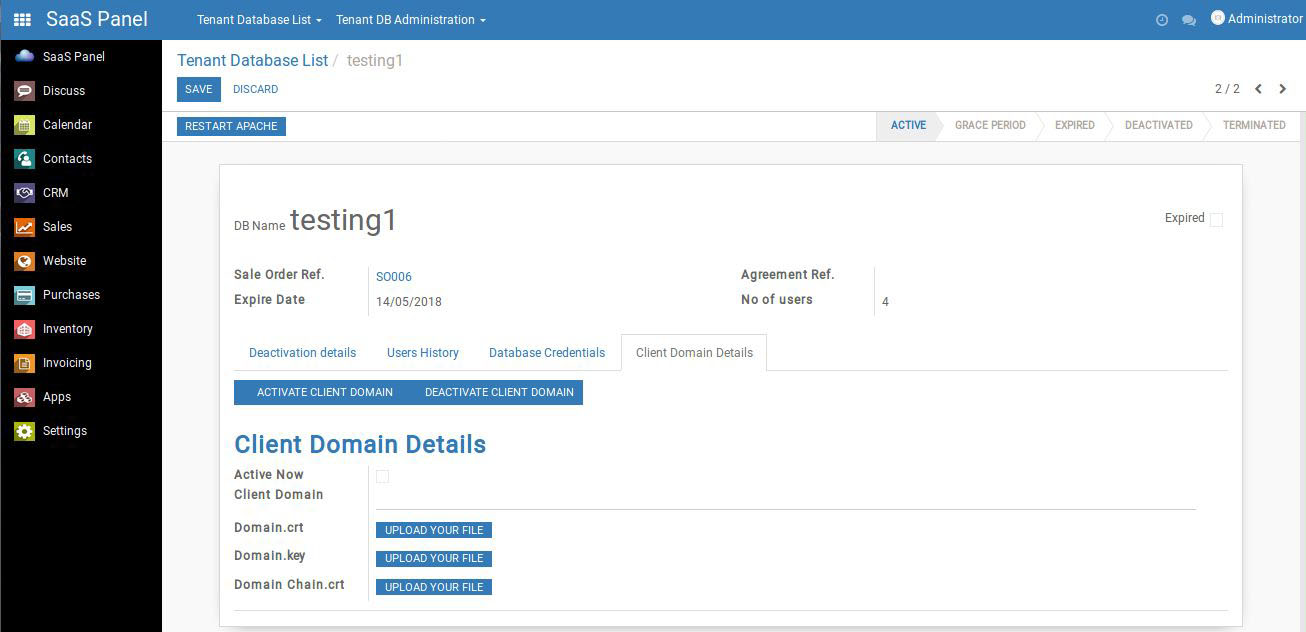 SaaS Panel Tenant Database List Tenant DB Administration Administrator
SaaS Panel
Discuss
Calendar
Contacts
CRM
Sales
Website
Purchases
Inventory
Invoicing
Apps
Settings
Tenant Database List / testing1
SAVE DISCARD 2 / 2
RESTART APACHE ACTIVE GRACE PERIOD EXPIRED DEACTIVATED TERMINATED
DB Name testing1 Expired
Sale Order Ref. SO006 Agreement Ref.
Expire Date 14/05/2018 No of users 4
Deactivation details Users History Database Credentials Client Domain Details
ACTIVATE CLIENT DOMAIN DEACTIVATE CLIENT DOMAIN
Client Domain Details
Active Now
Client Domain
Domain.crt UPLOAD YOUR FILE
Domain.key UPLOAD YOUR FILE
Domain Chain.crt UPLOAD YOUR FILE